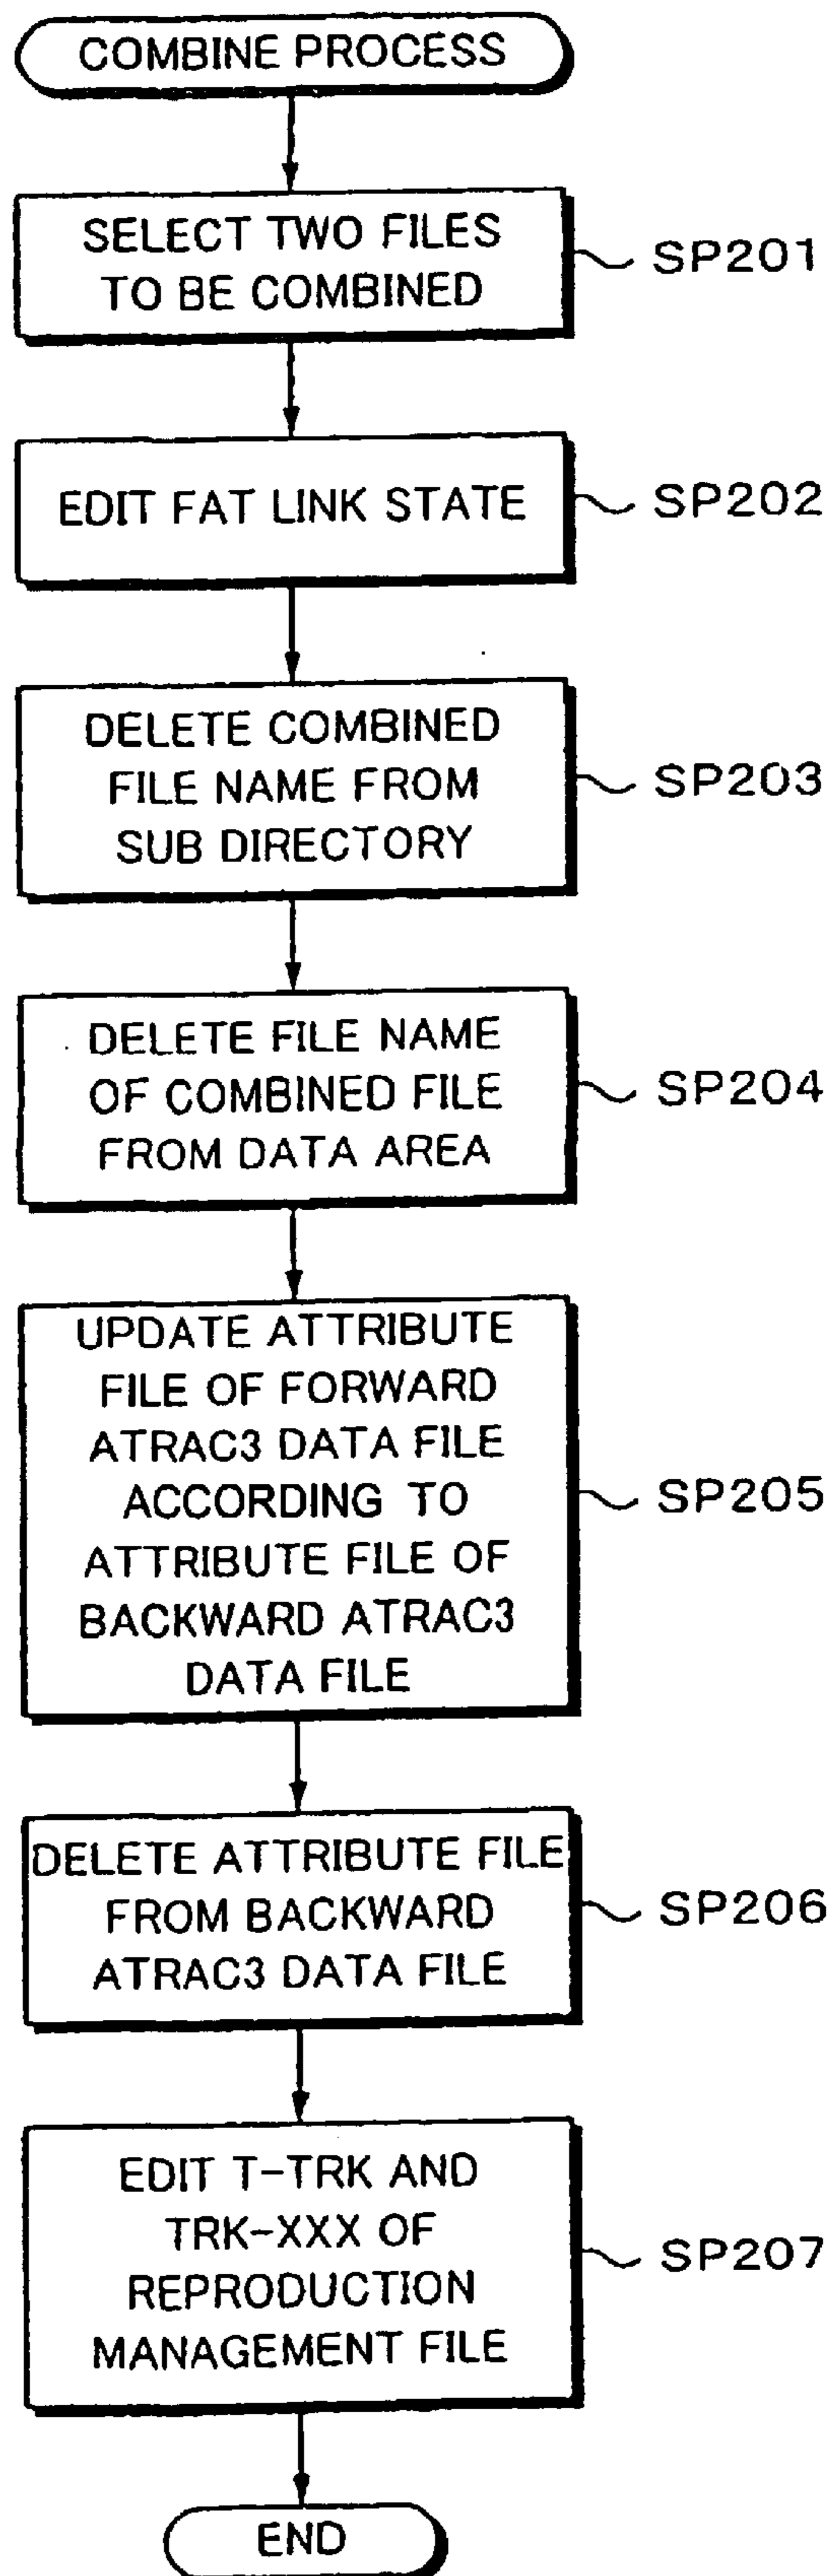 COMBINE PROCESS
SELECT TWO FILES
TO BE COMBINED
SP201
EDIT FAT LINK STATE
SP202
DELETE COMBINED
FILE NAME FROM
SUB DIRECTORY
SP203
DELETE FILE NAME
OF COMBINED FILE
FROM DATA AREA
SP204
UPDATE ATTRIBUTE
FILE OF FORWARD
ATRAC3 DATA FILE
ACCORDING TO
ATTRIBUTE FILE OF
BACKWARD ATRAC3
DATA FILE
SP205
DELETE ATTRIBUTE FILE
FROM BACKWARD
ATRAC3 DATA FILE
SP206
EDIT T-TRK AND
TRK-XXX OF
REPRODUCTION
MANAGEMENT FILE
SP207
END